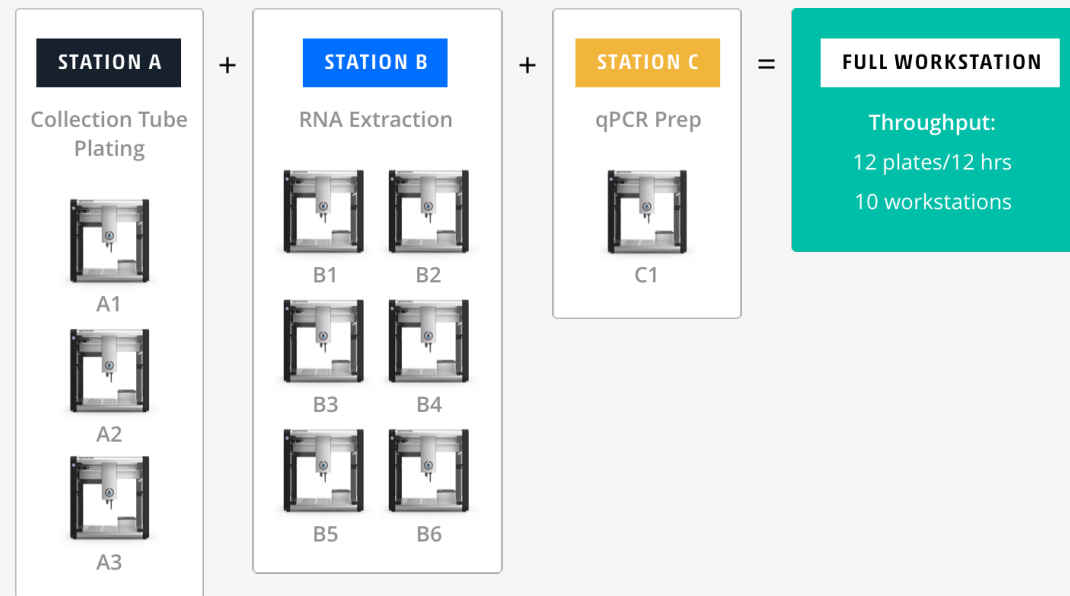 STATION A
+
STATION B
+
STATION C
=
FULL WORKSTATION
Collection Tube
Plating
RNA Extraction
qPCR Prep
Throughput:
12 plates/12 hrs
10 workstations
A1
A2
A3
B1 B2
B3 B4
B5 B6
C1